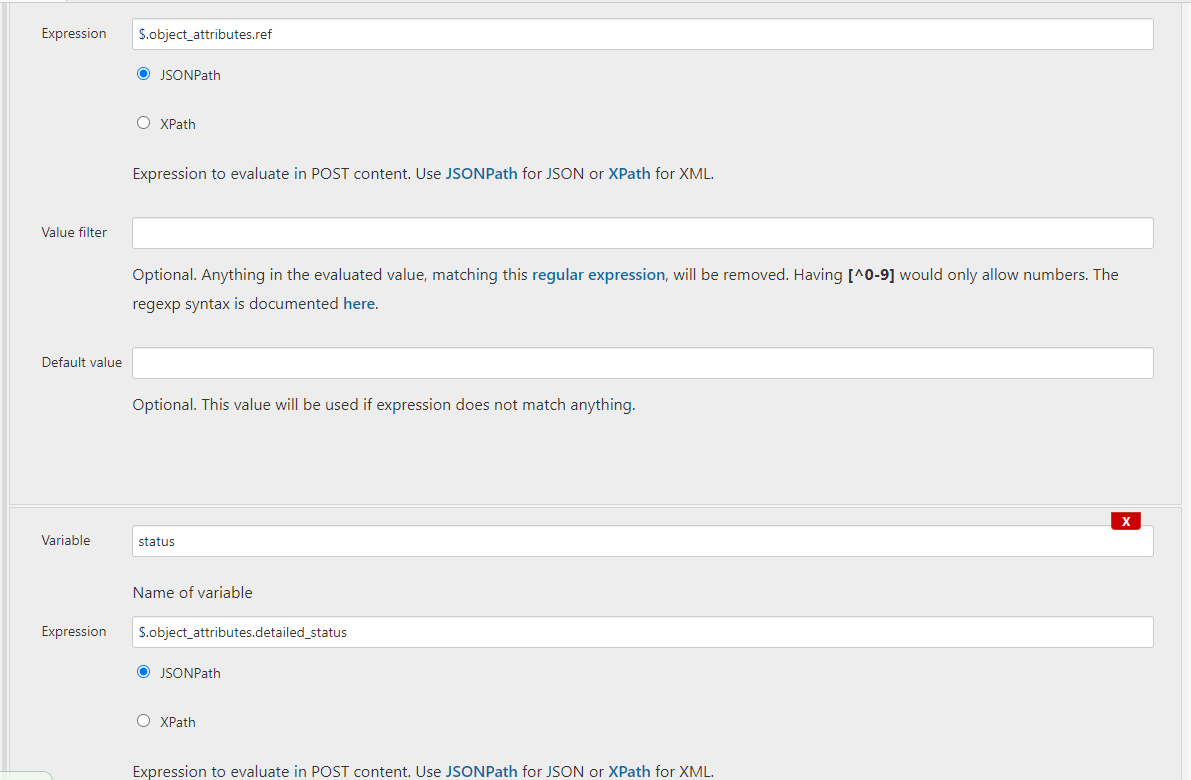 Expression
$.object_attributes.ref
JSONPath
XPath
Expression to evaluate in POST content. Use JSONPath for JSON or XPath for XML.
Value filter
Optional. Anything in the evaluated value, matching this regular expression, will be removed. Having [^0-9] would only allow numbers. The
regexp syntax is documented here.
Default value
Optional. This value will be used if expression does not match anything.
X
Variable
status
Name of variable
Expression
$.object_attributes.detailed_status
JSONPath
XPath
Expression to evaluate in POST content. Use JSONPath for JSON or XPath for XML.